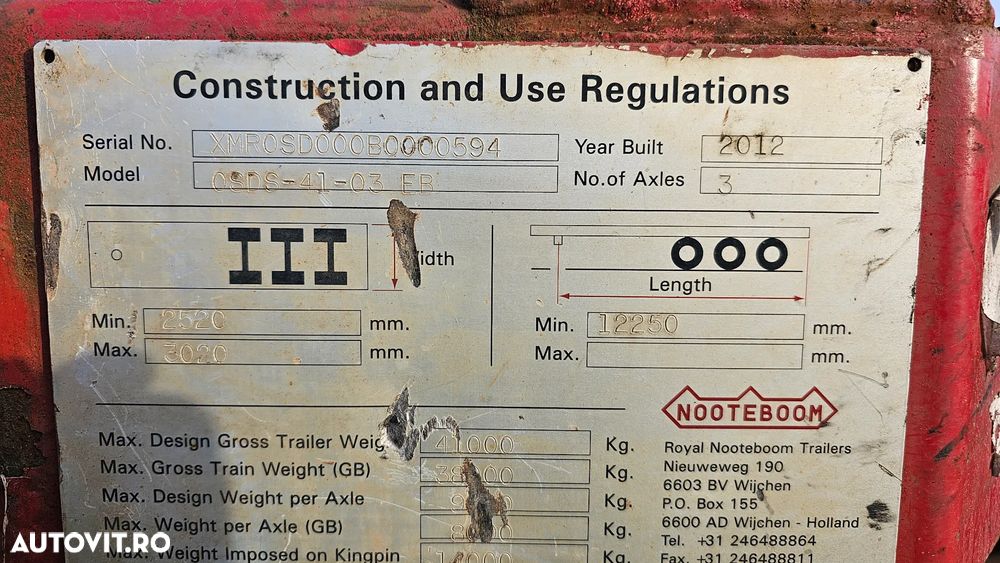 Construction and Use Regulations
Serial No. XMR0SD000B0000594 Year Built 2012
Model OSDS-41-03 EB No. of Axles 3
Width
Length
Min. 2520 mm. Min. 12250 mm.
Max. 3020 mm. Max. mm.
NOOTEBOOM
Max. Design Gross Trailer 41000 Kg.
Royal Nooteboom Trailers
Max. Gross Train Weight (GB) Kg.
Nieuweweg 190
6603 BV Wijchen
Max. Design Weight per Axle Kg.
P.O. Box 155
Max. Weight per Axle (GB) Kg.
6600 AD Wijchen - Holland
Tel. +31 246488864
Max. Weight Imposed on Kingpin Kg.
Fax. +31 246488811
AUTOVIT.RO